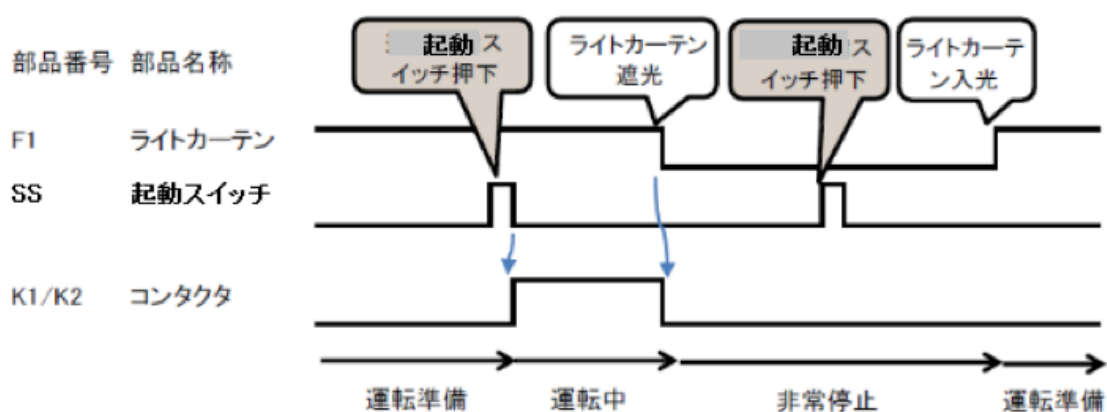 部品番号 部品名称
起動 ス
イッチ押下
ライトカーテン
遮光
起動 ス
イッチ押下
ライトカーテ
ン入光
F1 ライトカーテン
SS 起動スイッチ
K1/K2 コンタクタ
運転準備 運転中 非常停止 運転準備